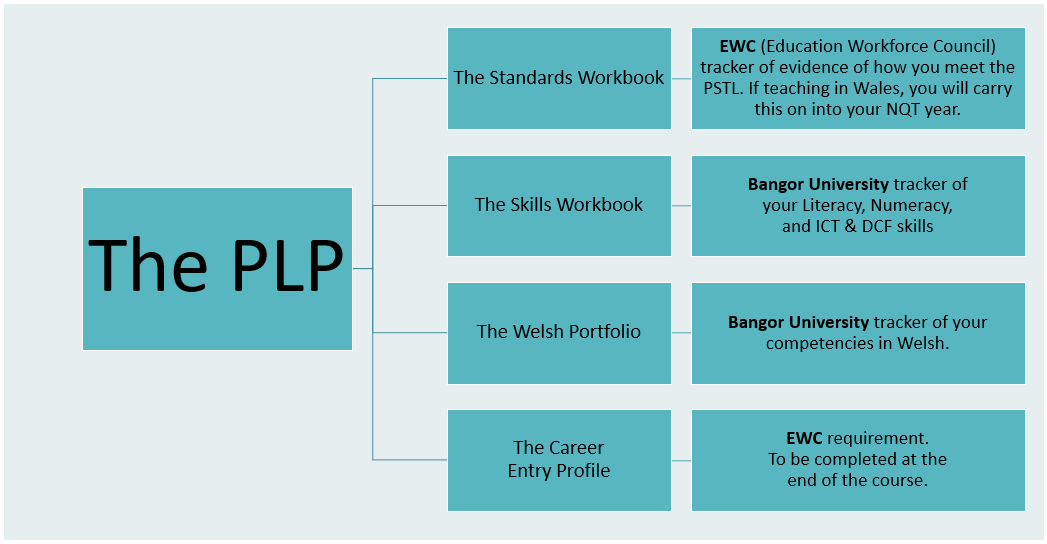 The PLP
The Standards Workbook
EWC (Education Workforce Council)
tracker of evidence of how you meet the
PSTL. If teaching in Wales, you will carry
this on into your NQT year.
The Skills Workbook
Bangor University tracker of
your Literacy, Numeracy,
and ICT & DCF skills
The Welsh Portfolio
Bangor University tracker of your
competencies in Welsh.
The Career
Entry Profile
EWC requirement.
To be completed at the
end of the course.